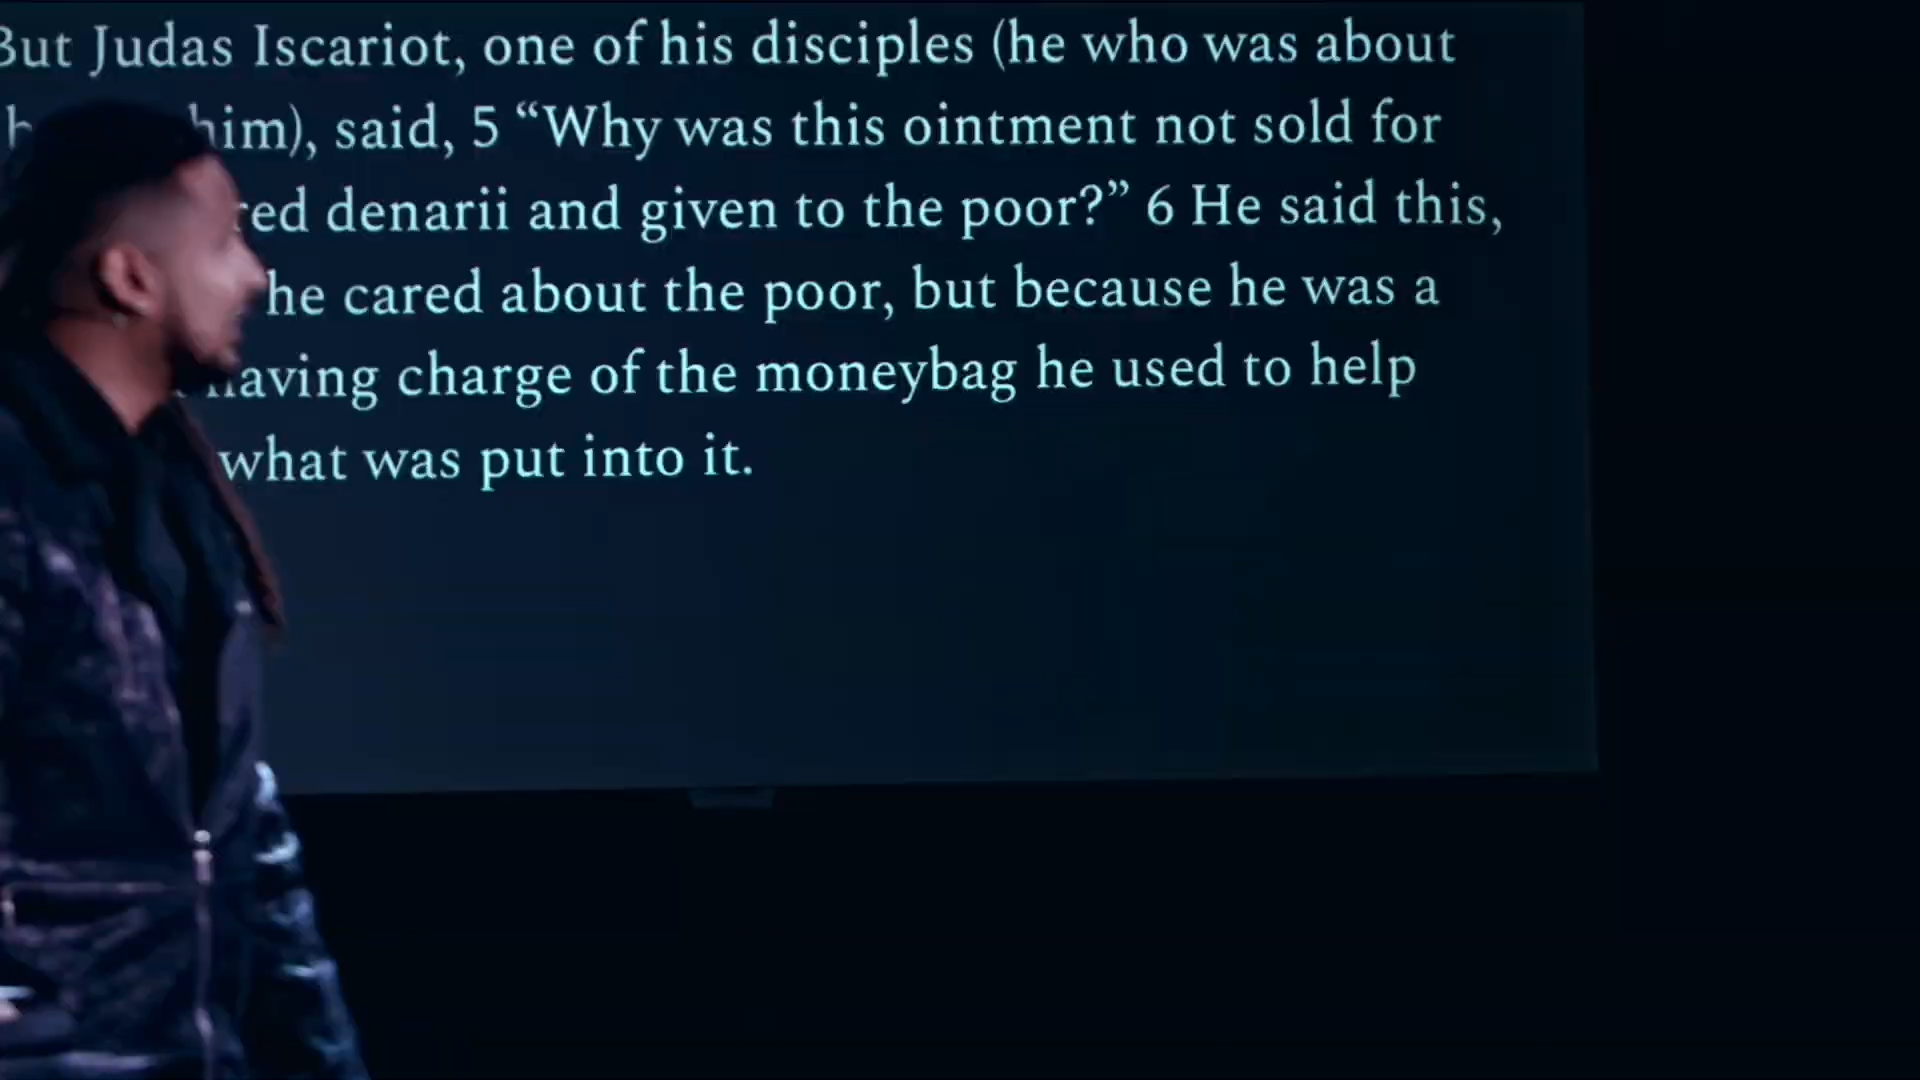 But Judas Iscariot, one of his disciples (he who was about
him), said, 5 “Why was this ointment not sold for
denarii and given to the poor?” 6 He said this,
he cared about the poor, but because he was a
having charge of the moneybag he used to help
what was put into it.